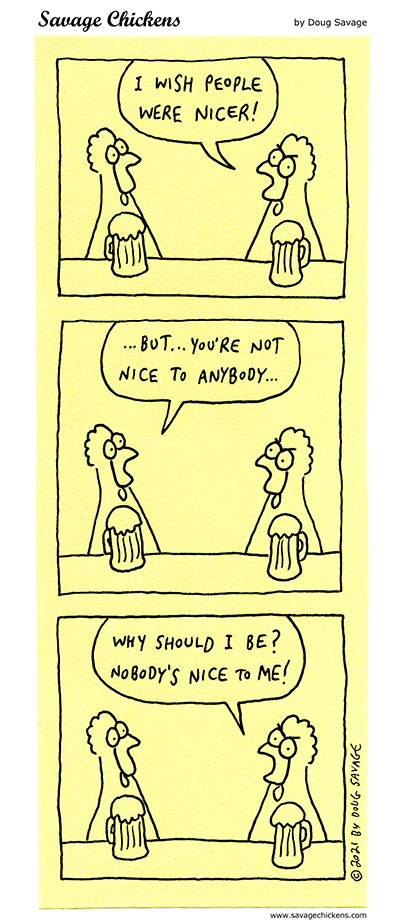 Savage Chickens
by Doug Savage
I WISH PEOPLE
WERE NICER!
...BUT... YOU'RE NOT
NICE TO ANYBODY...
WHY SHOULD I BE?
NOBODY'S NICE TO ME!
© 2021 BY DOUG SAVAGE
www.savagechickens.com